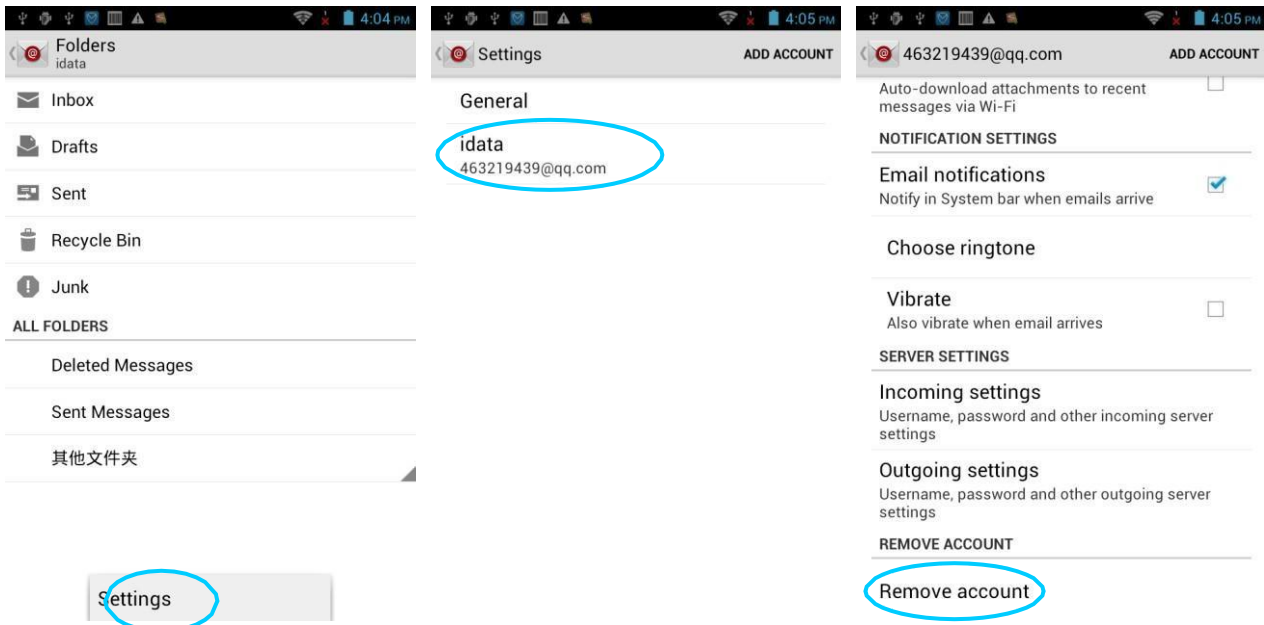 4:04 PM
Folders
idata
Inbox
Drafts
Sent
Recycle Bin
Junk
ALL FOLDERS
Deleted Messages
Sent Messages
其他文件夹
Settings
4:05 PM
Settings
ADD ACCOUNT
General
idata
463219439@qq.com
4:05 PM
463219439@qq.com
ADD ACCOUNT
Auto-download attachments to recent
messages via Wi-Fi
NOTIFICATION SETTINGS
Email notifications
Notify in System bar when emails arrive
Choose ringtone
Vibrate
Also vibrate when email arrives
SERVER SETTINGS
Incoming settings
Username, password and other incoming server
settings
Outgoing settings
Username, password and other outgoing server
settings
REMOVE ACCOUNT
Remove account